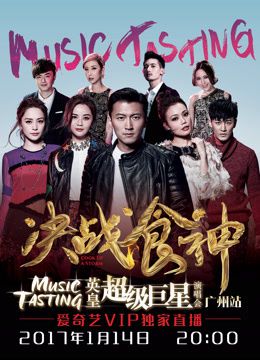 MUSIC TASTING
决战食神
COOK UP
A STORM
MUSIC
TASTING
英皇
超级巨星
演唱会
广州站
爱奇艺VIP独家直播
2017年1月14日 20:00